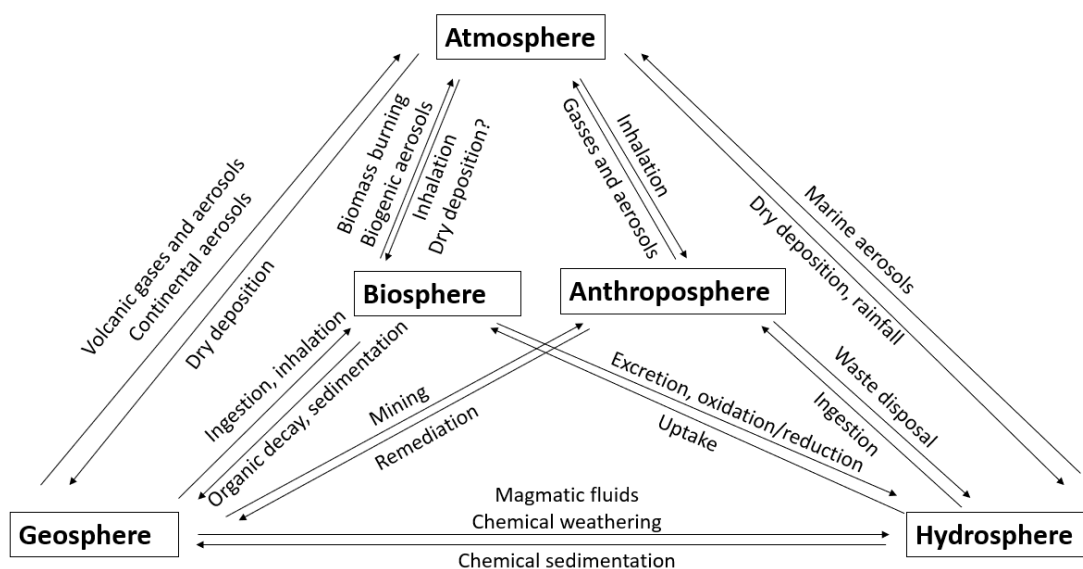 Atmosphere
Volcanic gases and aerosols
Continental aerosols
Dry deposition
Biomass burning
Biogenic aerosols
Inhalation
Dry deposition?
Gasses and aerosols
Inhalation
Marine aerosols
Dry deposition, rainfall
Biosphere
Anthroposphere
Ingestion, inhalation
Organic decay, sedimentation
Mining
Remediation
Excretion, oxidation/reduction
Uptake
Waste disposal
Ingestion
Geosphere
Magmatic fluids
Chemical weathering
Chemical sedimentation
Hydrosphere